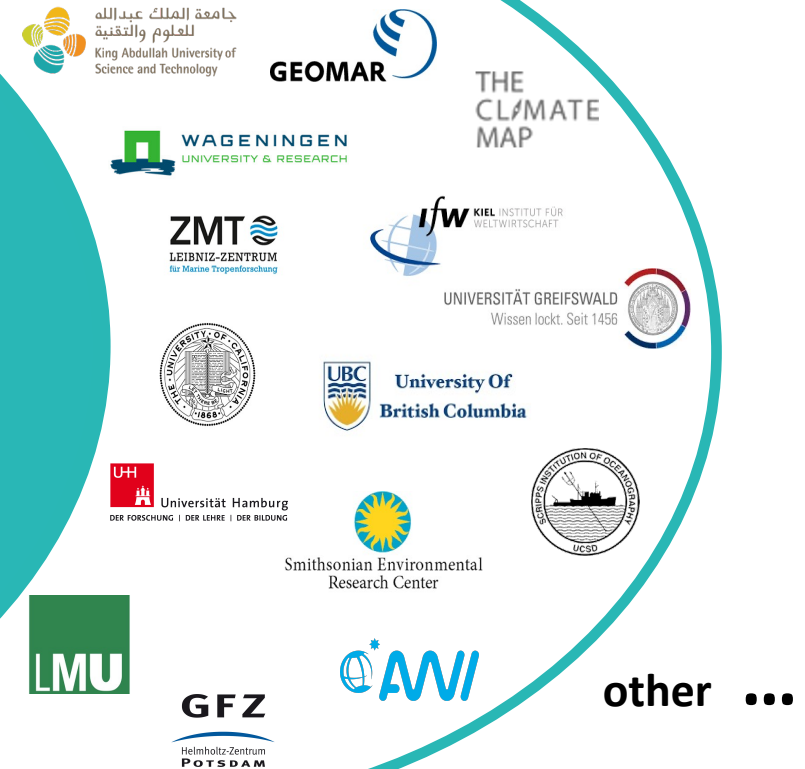 جامعة الملك عبدالله
للعلوم والتقنية
King Abdullah University of
Science and Technology
GEOMAR
THE
CLIMATE
MAP
WAGENINGEN
UNIVERSITY & RESEARCH
ifw KIEL INSTITUT FÜR
WELTWIRTSCHAFT
ZMT
LEIBNIZ-ZENTRUM
für Marine Tropenforschung
UNIVERSITÄT GREIFSWALD
Wissen lockt. Seit 1456
THE·UNIVERSITY·OF·CALIFORNIA·
LET THERE BE LIGHT
·1868·
UBC
University Of
British Columbia
UH
Universität Hamburg
DER FORSCHUNG | DER LEHRE | DER BILDUNG
SCRIPPS INSTITUTION OF OCEANOGRAPHY
UCSD
Smithsonian Environmental
Research Center
LMU
AWI
other ...
GFZ
Helmholtz-Zentrum
POTSDAM